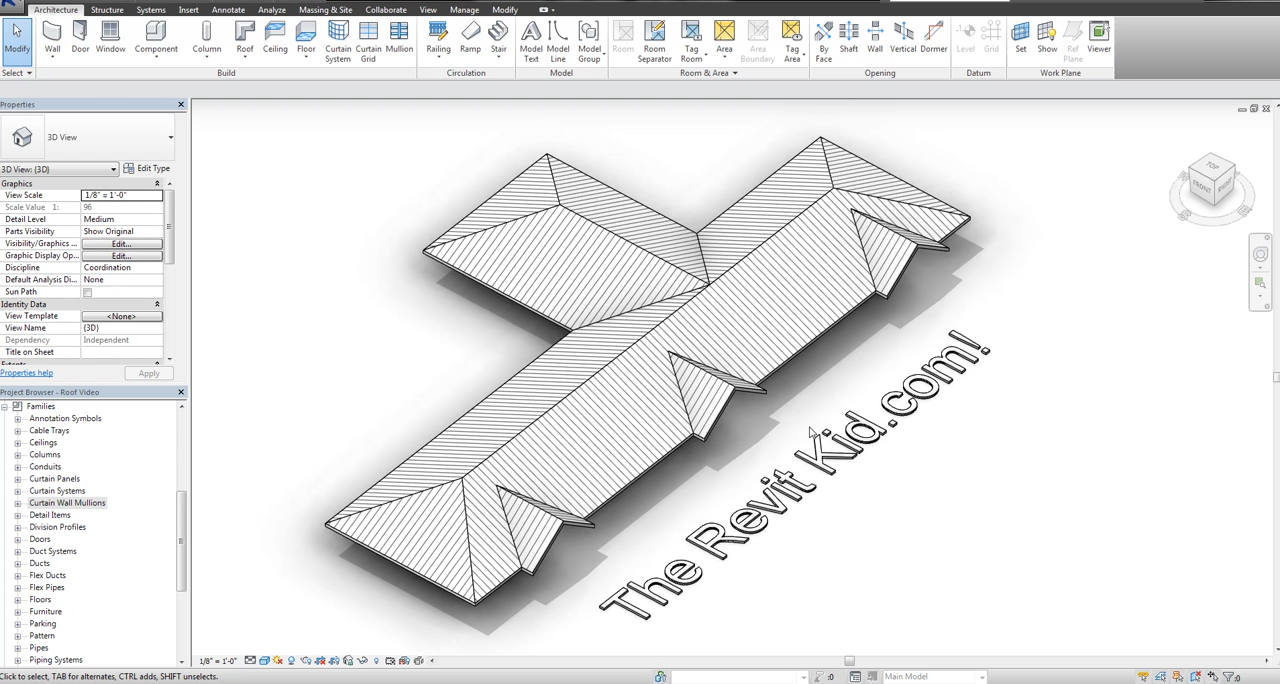 Architecture Structure Systems Insert Annotate Analyze Massing & Site Collaborate View Manage Modify
Modify Wall Door Window Component Column Roof Ceiling Floor Curtain System Curtain Grid Mullion Railing Ramp Stair Model Text Model Line Model Group Room Room Separator Tag Room Area Area Boundary Tag Area By Face Shaft Wall Vertical Dormer Level Grid Set Show Ref Plane Viewer
Select Build Circulation Model Room & Area Opening Datum Work Plane
Properties
3D View
3D View: {3D} Edit Type
Graphics
View Scale 1/8" = 1'-0"
Scale Value 1: 96
Detail Level Medium
Parts Visibility Show Original
Visibility/Graphics ... Edit...
Graphic Display Op... Edit...
Discipline Coordination
Default Analysis Di... None
Sun Path
Identity Data
View Template <None>
View Name {3D}
Dependency Independent
Title on Sheet
Extents
Properties help Apply
Project Browser - Roof Video
Families
Annotation Symbols
Cable Trays
Ceilings
Columns
Conduits
Curtain Panels
Curtain Systems
Curtain Wall Mullions
Detail Items
Division Profiles
Doors
Duct Systems
Ducts
Flex Ducts
Flex Pipes
Floors
Furniture
Parking
Pattern
Pipes
Piping Systems
TOP
FRONT RIGHT
The Revit Kid.com!
1/8" = 1'-0"
Click to select, TAB for alternates, CTRL adds, SHIFT unselects. :0 Main Model :0